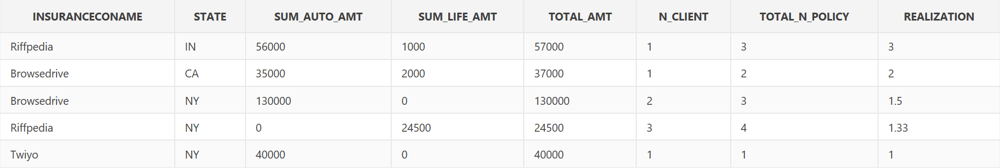 INSURANCECONAME STATE SUM_AUTO_AMT SUM_LIFE_AMT TOTAL_AMT N_CLIENT TOTAL_N_POLICY REALIZATION
Riffpedia IN 56000 1000 57000 1 3 3
Browsedrive CA 35000 2000 37000 1 2 2
Browsedrive NY 130000 0 130000 2 3 1.5
Riffpedia NY 0 24500 24500 3 4 1.33
Twiyo NY 40000 0 40000 1 1 1